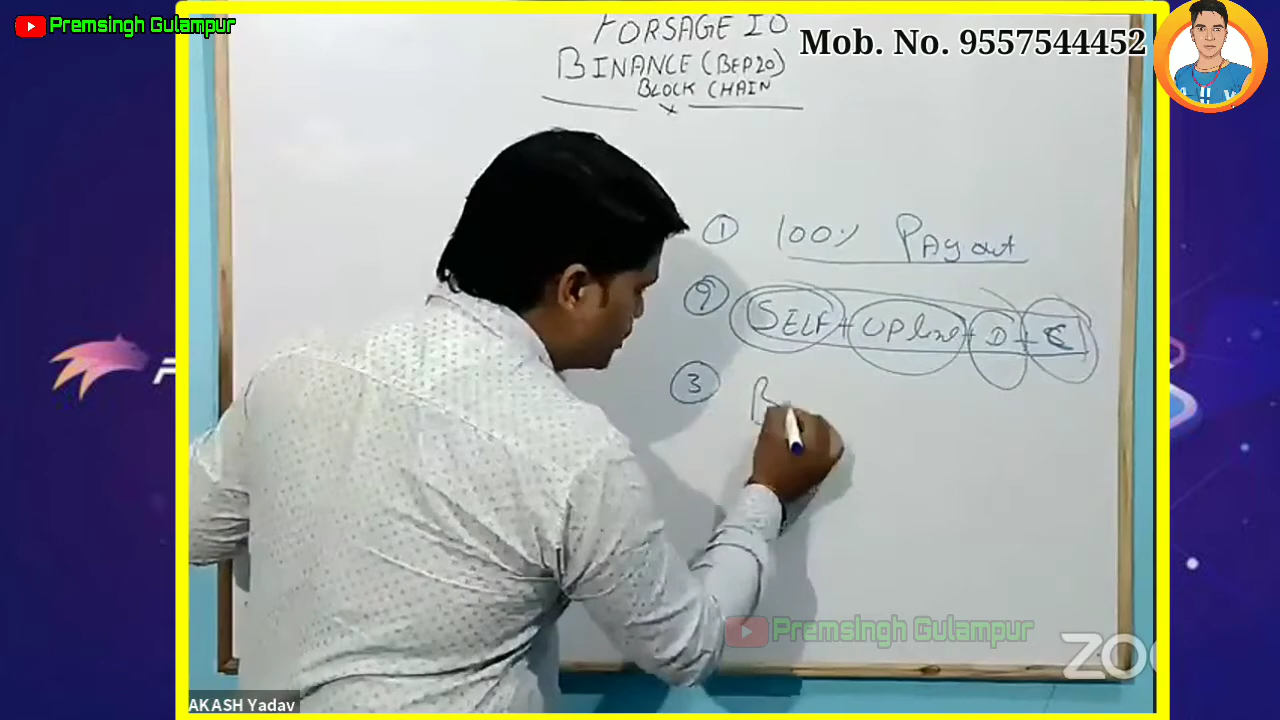 Premsingh Gulampur
Mob. No. 9557544452
FORSAGE IO
BINANCE (BEP20)
BLOCK CHAIN
x
① 100% PAyout
② SELF + UPline + D + C
③ B
Premsingh Gulampur
ZOO
AKASH Yadav